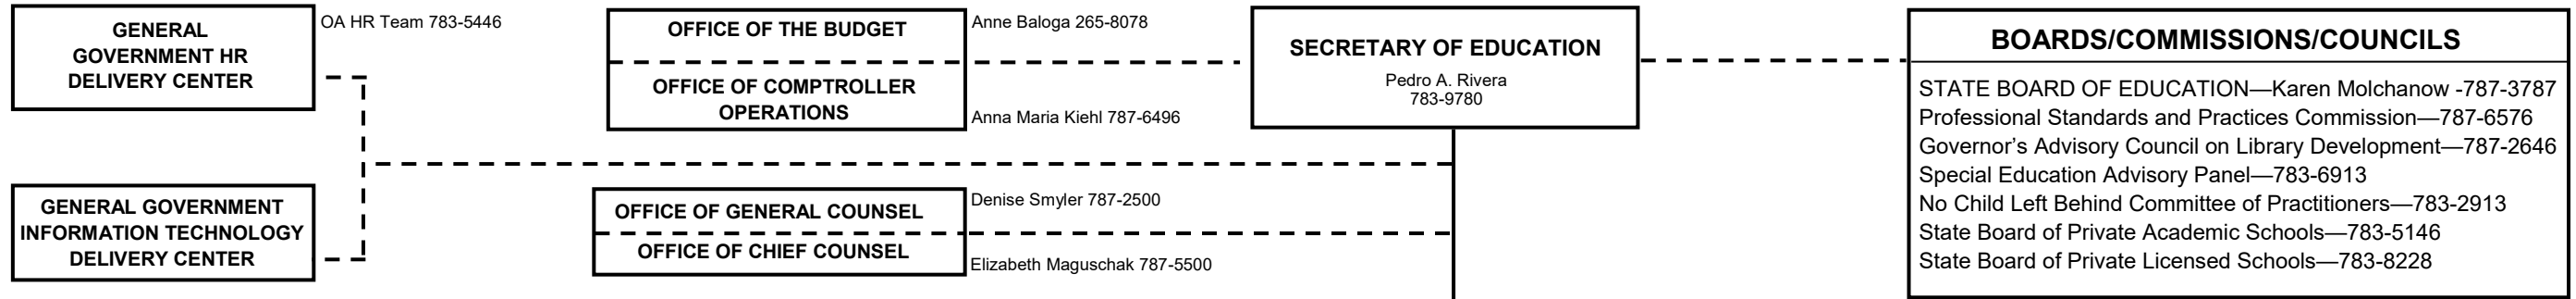 GENERAL
GOVERNMENT HR
DELIVERY CENTER
OA HR Team 783-5446
GENERAL GOVERNMENT
INFORMATION TECHNOLOGY
DELIVERY CENTER
OFFICE OF THE BUDGET
Anne Baloga 265-8078
OFFICE OF COMPTROLLER
OPERATIONS
Anna Maria Kiehl 787-6496
OFFICE OF GENERAL COUNSEL
Denise Smyler 787-2500
OFFICE OF CHIEF COUNSEL
Elizabeth Maguschak 787-5500
SECRETARY OF EDUCATION
Pedro A. Rivera
783-9780
BOARDS/COMMISSIONS/COUNCILS
STATE BOARD OF EDUCATION—Karen Molchanow -787-3787
Professional Standards and Practices Commission—787-6576
Governor’s Advisory Council on Library Development—787-2646
Special Education Advisory Panel—783-6913
No Child Left Behind Committee of Practitioners—783-2913
State Board of Private Academic Schools—783-5146
State Board of Private Licensed Schools—783-8228